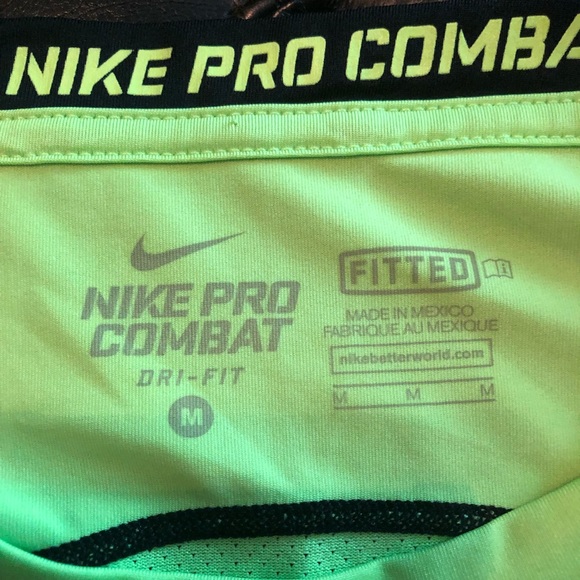 NIKE PRO COMBA
NIKE PRO
COMBAT
DRI-FIT
M
FITTED
MADE IN MEXICO
FABRIQUE AU MEXIQUE
nikebetterworld.com
M M M